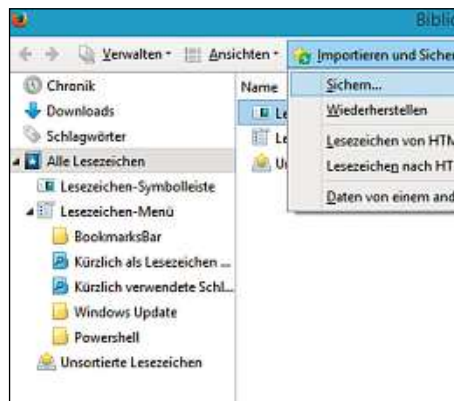 Bibli
Verwalten Ansichten Importieren und Sicher
Chronik
Downloads
Schlagwörter
Alle Lesezeichen
Lesezeichen-Symbolleiste
Lesezeichen-Menü
BookmarksBar
Kürzlich als Lesezeichen ...
Kürzlich verwendete Schl...
Windows Update
Powershell
Unsortierte Lesezeichen
Name
Le
Le
U
Sichern...
Wiederherstellen
Lesezeichen von HTM
Lesezeichen nach HT
Daten von einem and